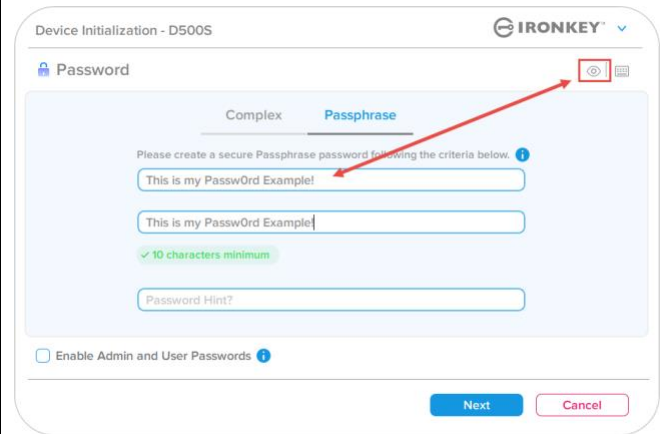 Device Initialization - D500S
IRONKEY
Password
Complex
Passphrase
Please create a secure Passphrase password following the criteria below.
This is my Passw0rd Example!
This is my Passw0rd Example!
✓ 10 characters minimum
Password Hint?
Enable Admin and User Passwords
Next
Cancel